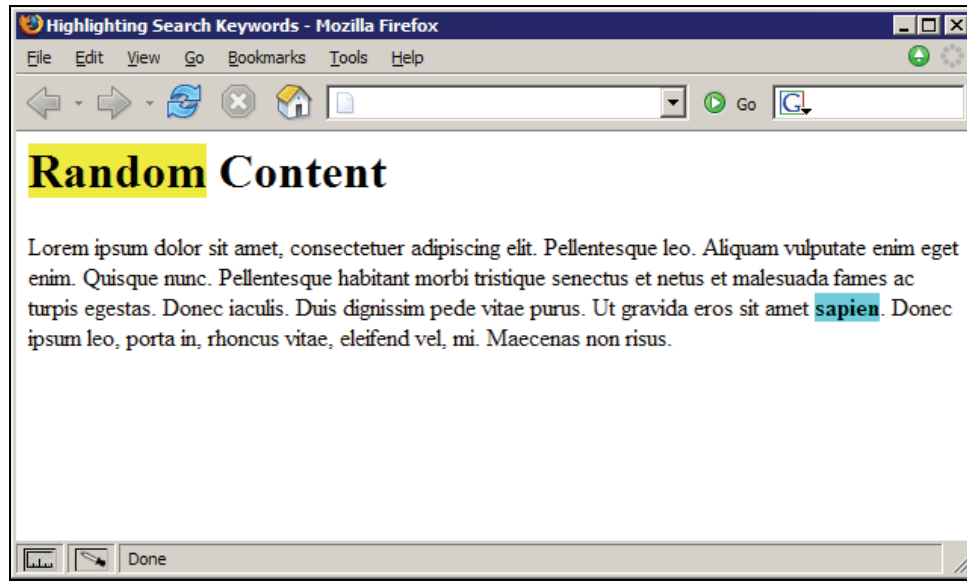 Highlighting Search Keywords - Mozilla Firefox
File Edit View Go Bookmarks Tools Help
Go G
Random Content
Lorem ipsum dolor sit amet, consectetuer adipiscing elit. Pellentesque leo. Aliquam vulputate enim eget
enim. Quisque nunc. Pellentesque habitant morbi tristique senectus et netus et malesuada fames ac
turpis egestas. Donec iaculis. Duis dignissim pede vitae purus. Ut gravida eros sit amet sapien. Donec
ipsum leo, porta in, rhoncus vitae, eleifend vel, mi. Maecenas non risus.
Done